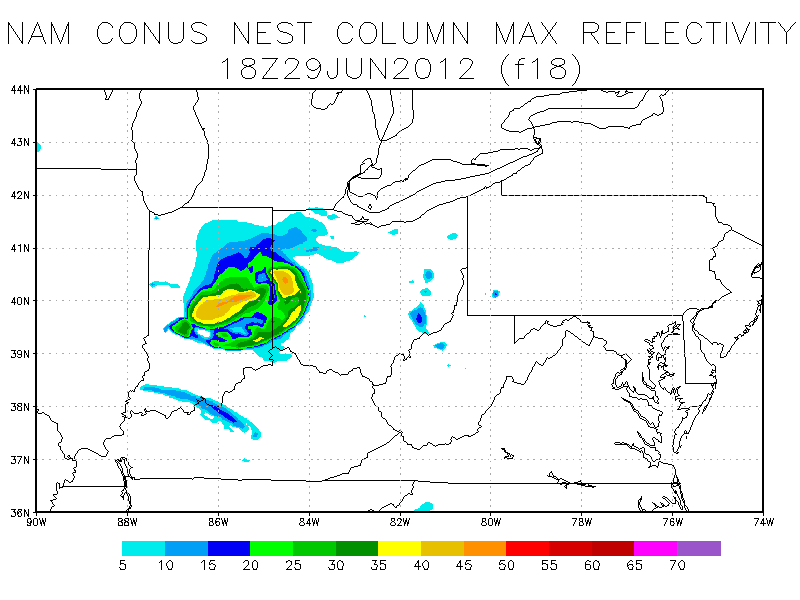 NAM CONUS NEST COLUMN MAX REFLECTIVITY
18Z29JUN2012 (f18)
44N
43N
42N
41N
40N
39N
38N
37N
36N
90W 88W 86W 84W 82W 80W 78W 76W 74W
5 10 15 20 25 30 35 40 45 50 55 60 65 70